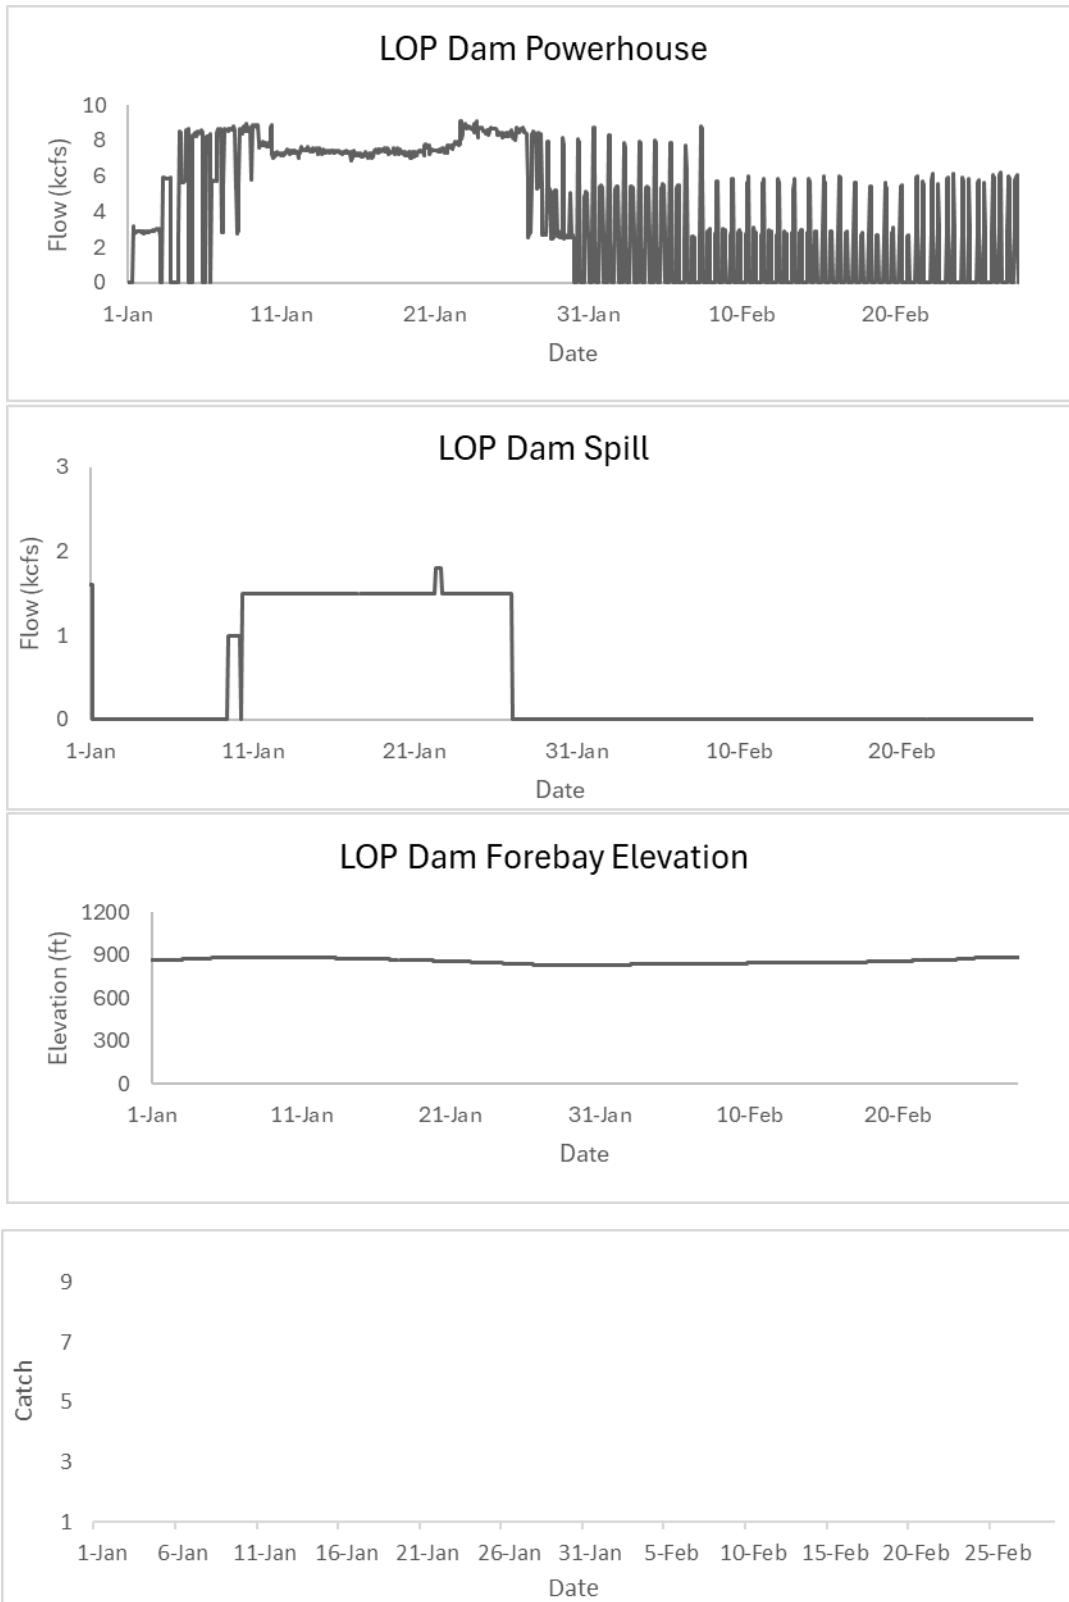 LOP Dam Powerhouse
10
8
6
4
2
0
Flow (kcfs)
1-Jan 11-Jan 21-Jan 31-Jan 10-Feb 20-Feb
Date
LOP Dam Spill
3
2
1
0
Flow (kcfs)
1-Jan 11-Jan 21-Jan 31-Jan 10-Feb 20-Feb
Date
LOP Dam Forebay Elevation
1200
900
600
300
0
Elevation (ft)
1-Jan 11-Jan 21-Jan 31-Jan 10-Feb 20-Feb
Date
9
7
5
3
1
Catch
1-Jan 6-Jan 11-Jan 16-Jan 21-Jan 26-Jan 31-Jan 5-Feb 10-Feb 15-Feb 20-Feb 25-Feb
Date